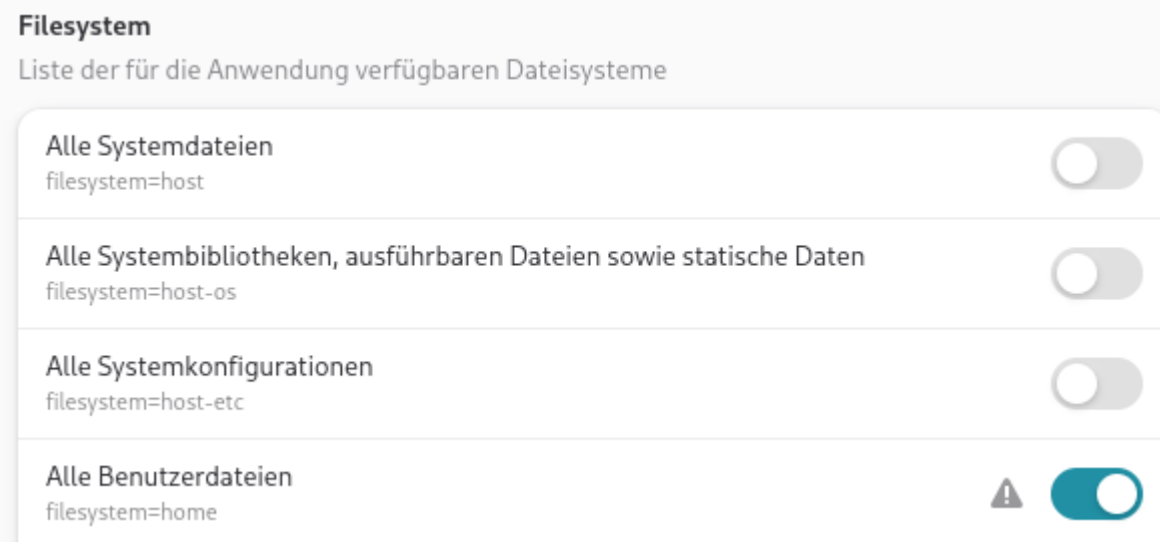 Filesystem
Liste der für die Anwendung verfügbaren Dateisysteme
Alle Systemdateien
filesystem=host
Alle Systembibliotheken, ausführbaren Dateien sowie statische Daten
filesystem=host-os
Alle Systemkonfigurationen
filesystem=host-etc
Alle Benutzerdateien
filesystem=home